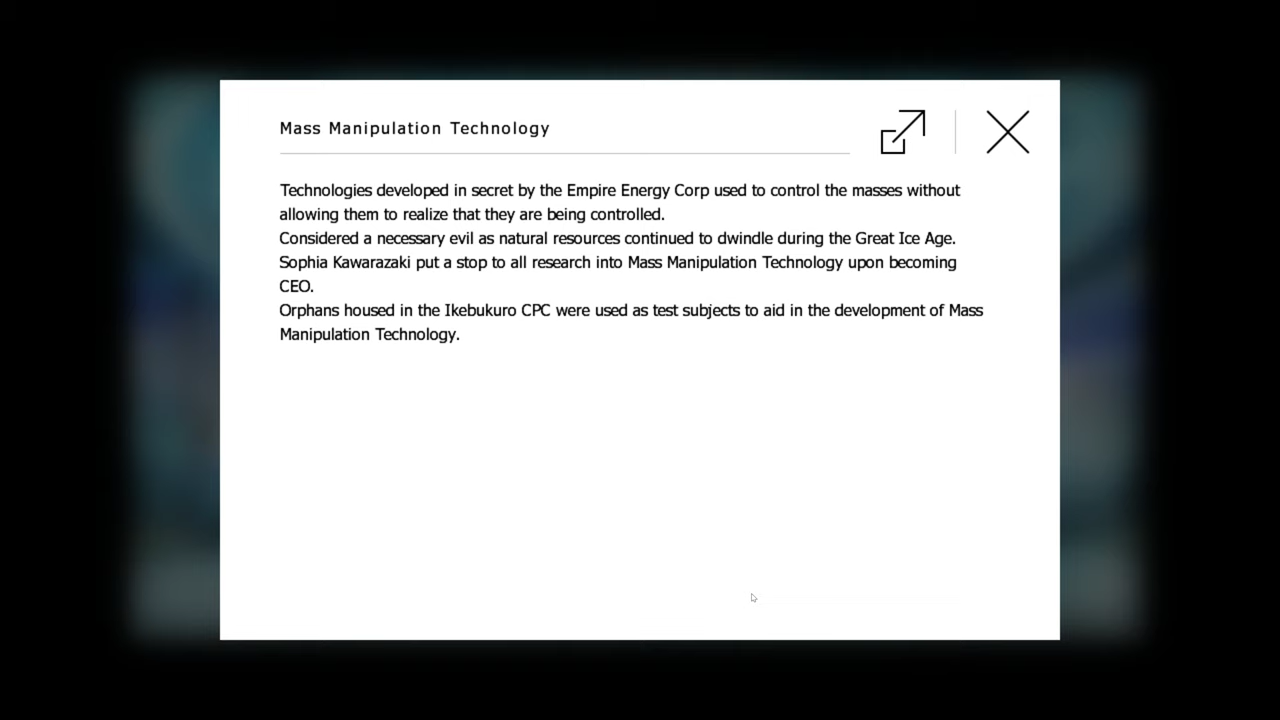 Mass Manipulation Technology
Technologies developed in secret by the Empire Energy Corp used to control the masses without
allowing them to realize that they are being controlled.
Considered a necessary evil as natural resources continued to dwindle during the Great Ice Age.
Sophia Kawarazaki put a stop to all research into Mass Manipulation Technology upon becoming
CEO.
Orphans housed in the Ikebukuro CPC were used as test subjects to aid in the development of Mass
Manipulation Technology.